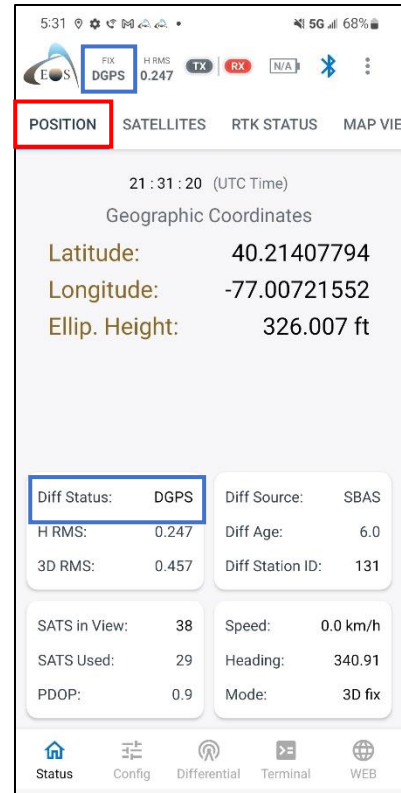 5:31 5G 68%
EOS
FIX
DGPS
H RMS
0.247
TX RX N/A
POSITION SATELLITES RTK STATUS MAP VIE
21:31:20 (UTC Time)
Geographic Coordinates
Latitude: 40.21407794
Longitude: -77.00721552
Ellip. Height: 326.007 ft
Diff Status: DGPS
H RMS: 0.247
3D RMS: 0.457
Diff Source: SBAS
Diff Age: 6.0
Diff Station ID: 131
SATS in View: 38
SATS Used: 29
PDOP: 0.9
Speed: 0.0 km/h
Heading: 340.91
Mode: 3D fix
Status Config Differential Terminal WEB